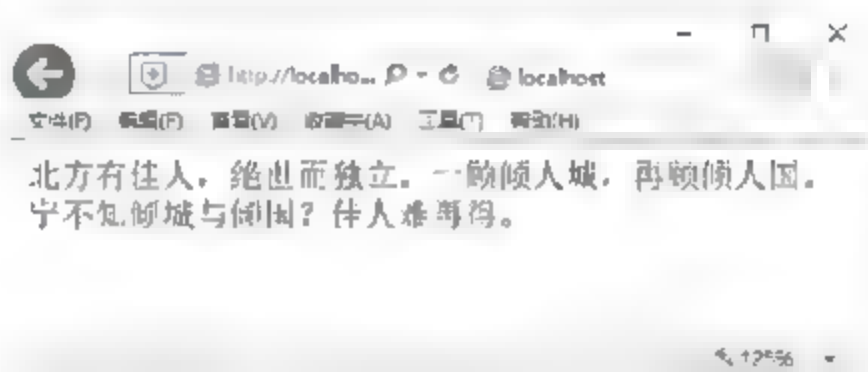 http://localho... localhost
文件(F) 编辑(E) 查看(V) 收藏夹(A) 工具(T) 帮助(H)
北方有佳人，绝世而独立。一顾倾人城，再顾倾人国。
宁不知倾城与倾国？佳人难再得。
125%